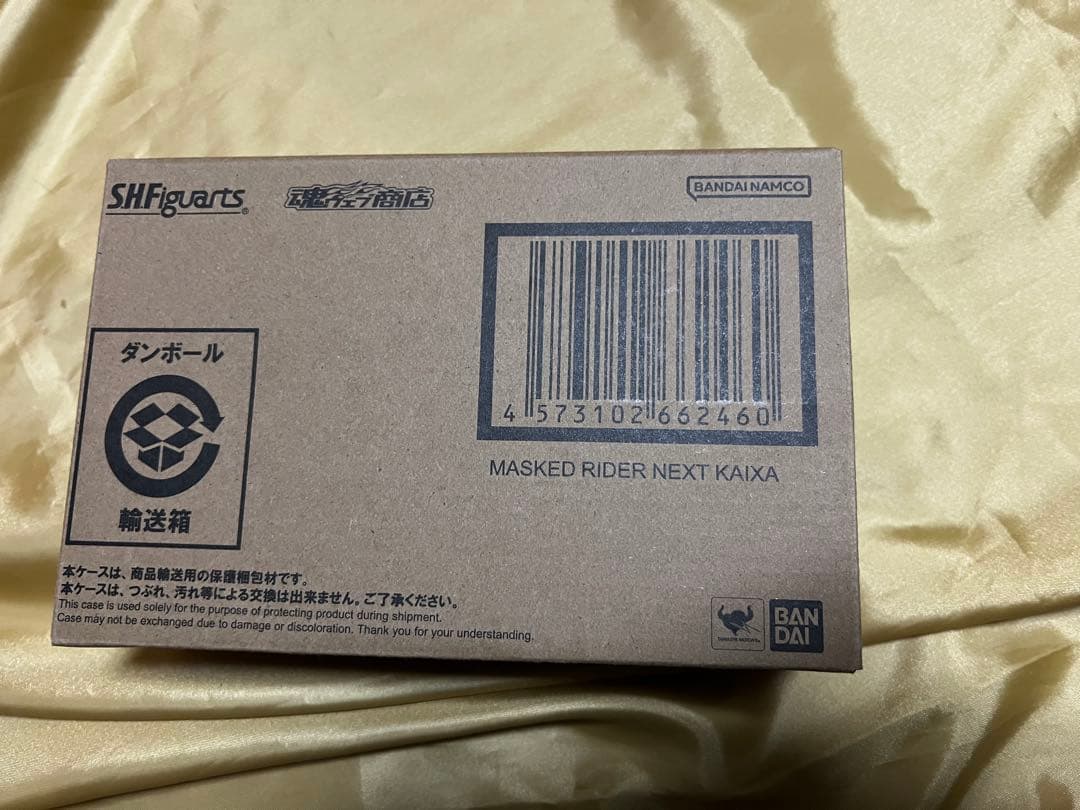 S.H.Figuarts®
魂ウェブ商店
BANDAI NAMCO
4 573102 662460
MASKED RIDER NEXT KAIXA
ダンボール
輸送箱
本ケースは、商品輸送用の保護梱包材です。
本ケースは、つぶれ、汚れ等による交換は出来ません。ご了承ください。
This case is used solely for the purpose of protecting product during shipment.
Case may not be exchanged due to damage or discoloration. Thank you for your understanding.
BAN
DAI